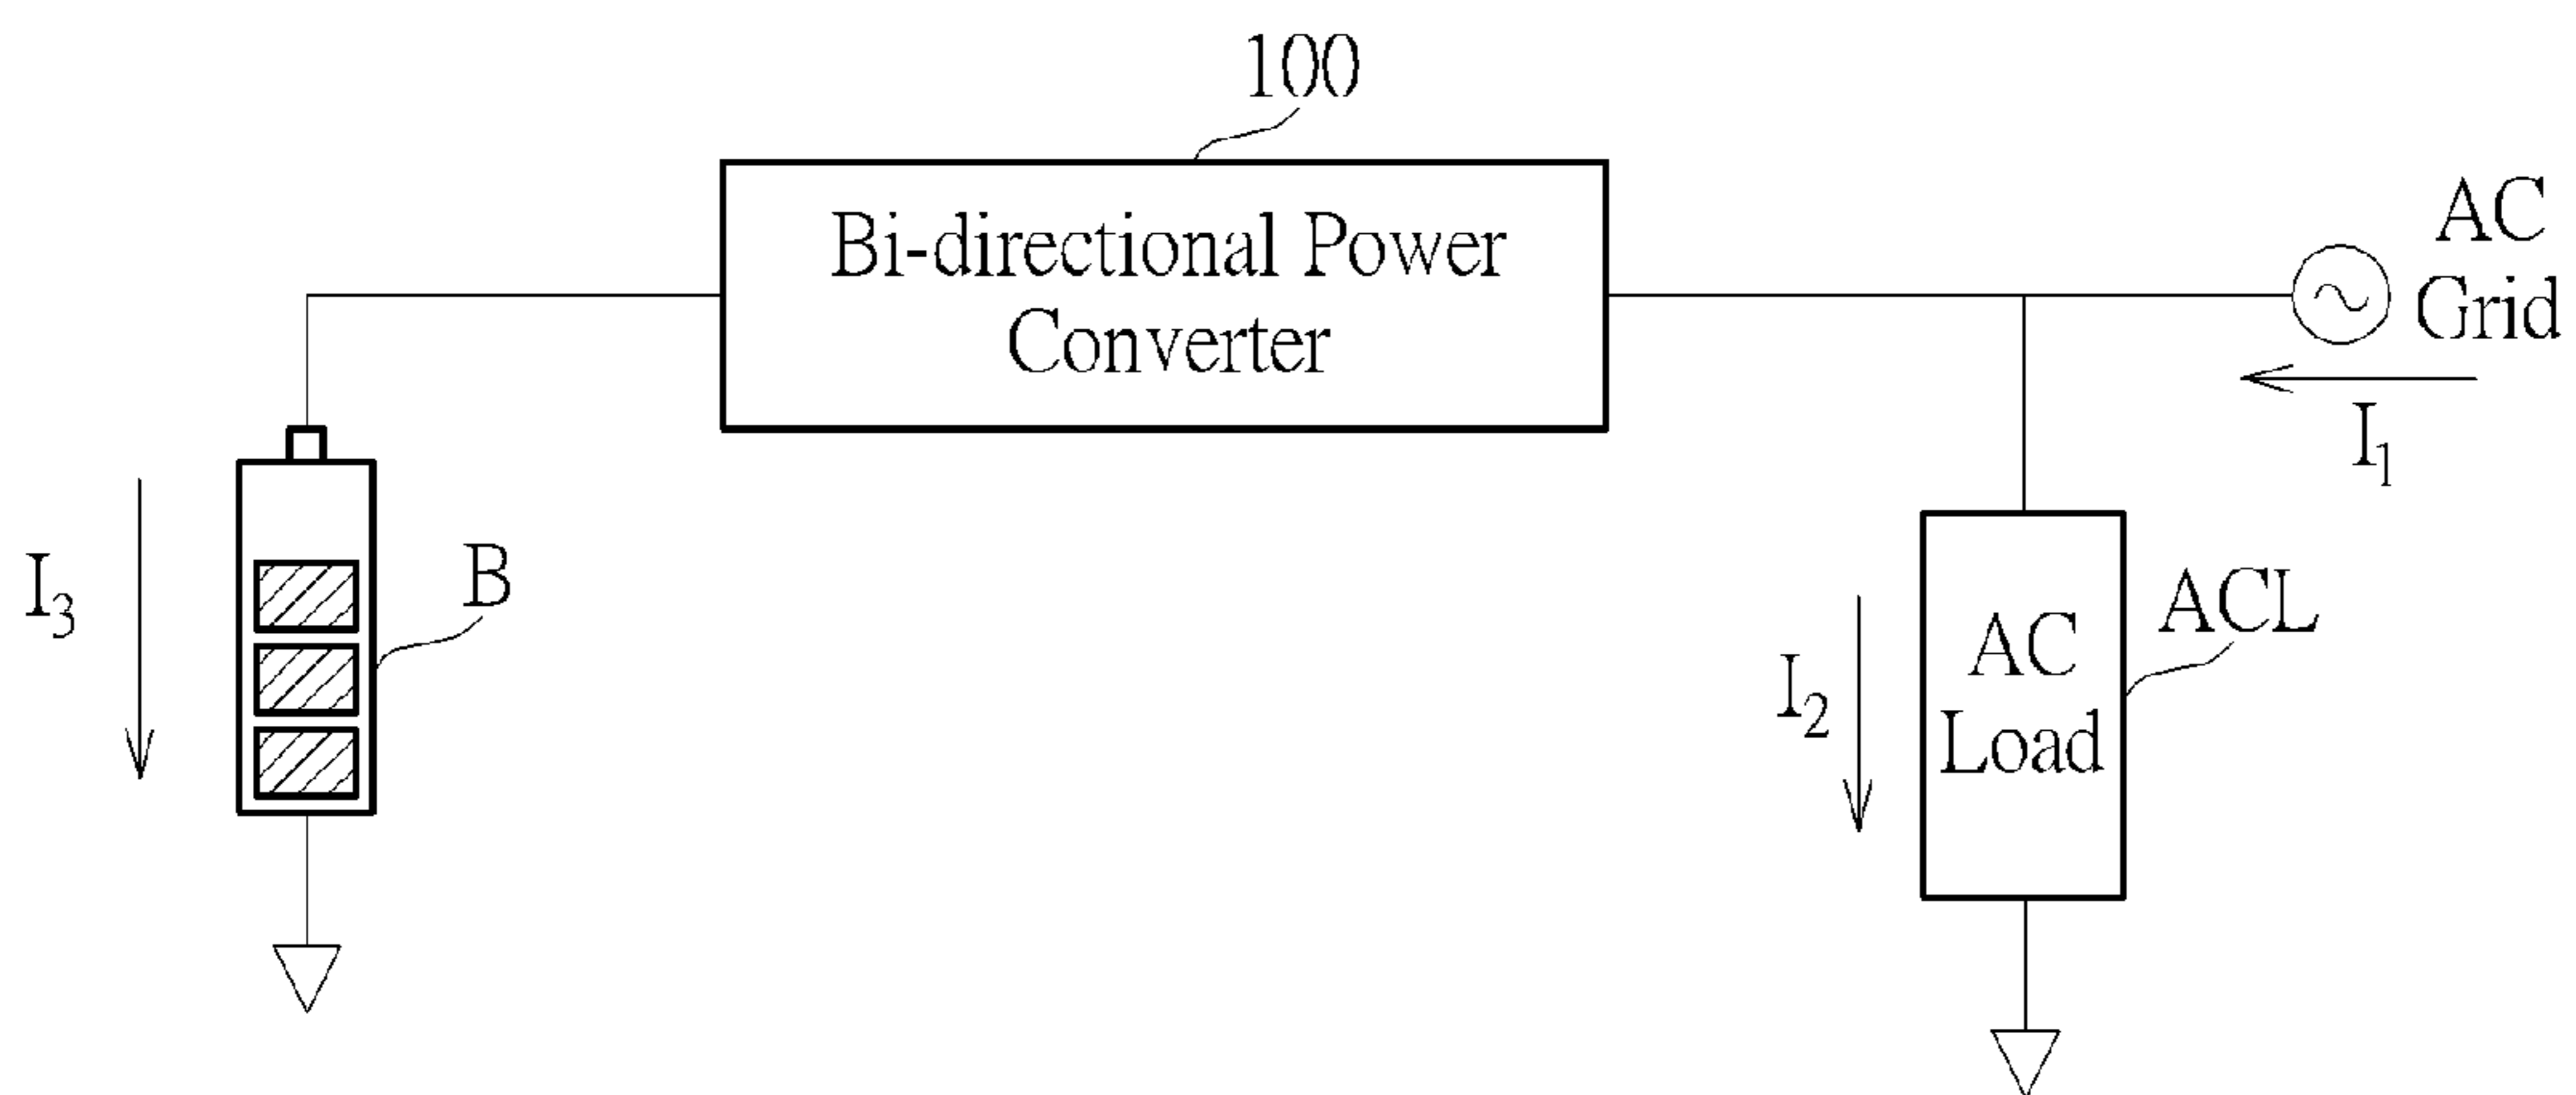 100
Bi-directional Power
Converter
AC
Grid
I₁
I₃
B
I₂
AC
Load
ACL